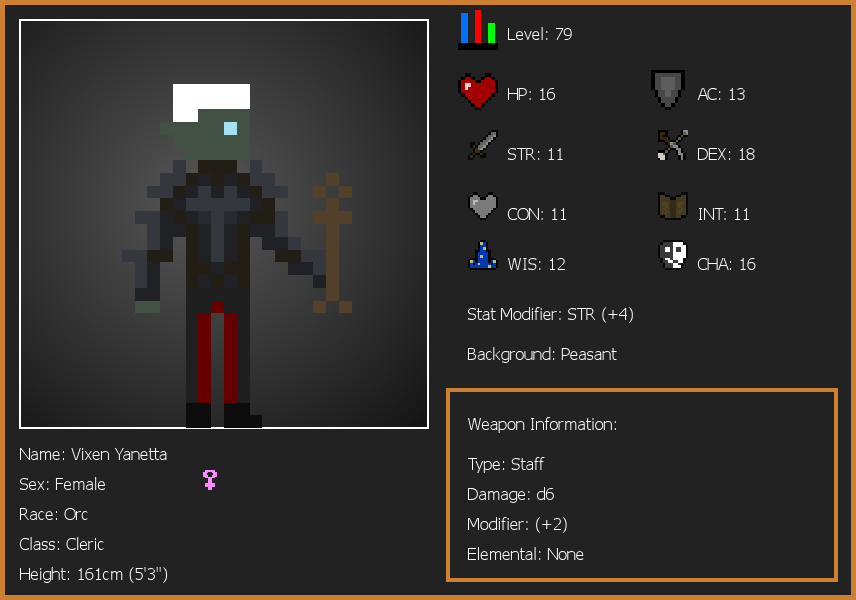 Level: 79
HP: 16
AC: 13
STR: 11
DEX: 18
CON: 11
INT: 11
WIS: 12
CHA: 16
Stat Modifier: STR (+4)
Background: Peasant
Weapon Information:
Type: Staff
Damage: d6
Modifier: (+2)
Elemental: None
Name: Vixen Yanetta
Sex: Female
Race: Orc
Class: Cleric
Height: 161cm (5'3")